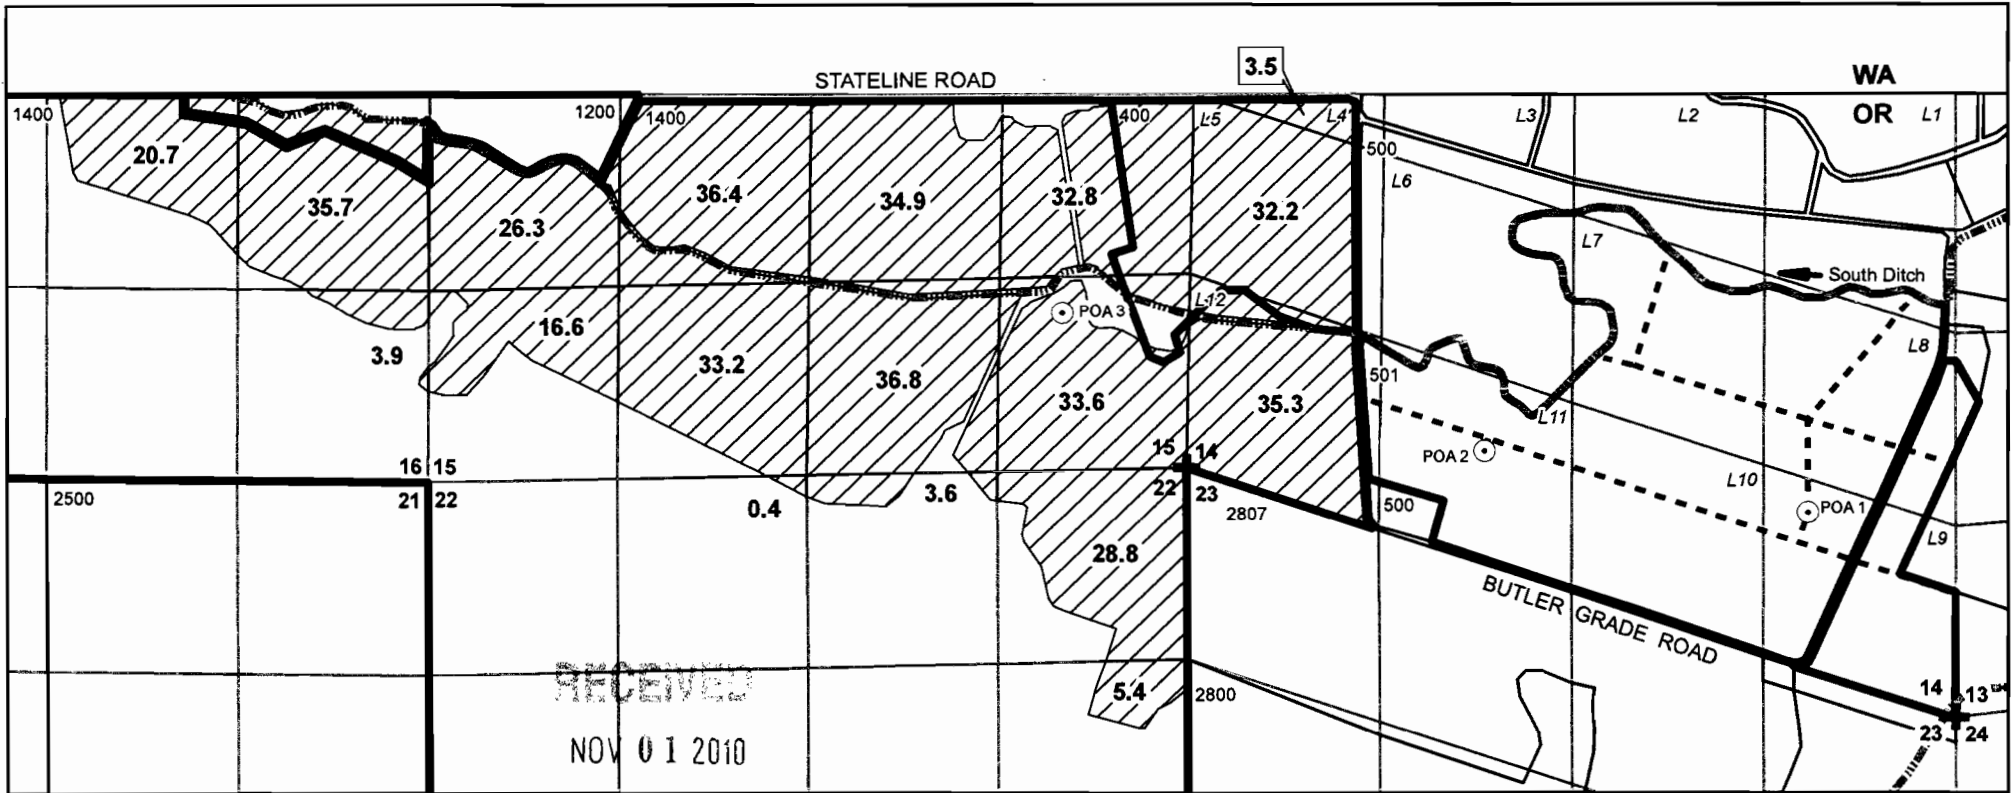 3.5
STATELINE ROAD
WA
OR
1400
1200
1400
400
L5
L4
L3
L2
L1
500
20.7
36.4
34.9
32.8
L6
35.7
26.3
32.2
L7
South Ditch
L12
POA 3
16.6
3.9
33.2
36.8
33.6
35.3
501
L8
L11
POA 2
16 15
15 14
21 22
22 23
2500
0.4
3.6
2807
500
L10
POA 1
L9
28.8
BUTLER GRADE ROAD
RECEIVED
NOV 0 1 2010
5.4
2800
14 13
23 24